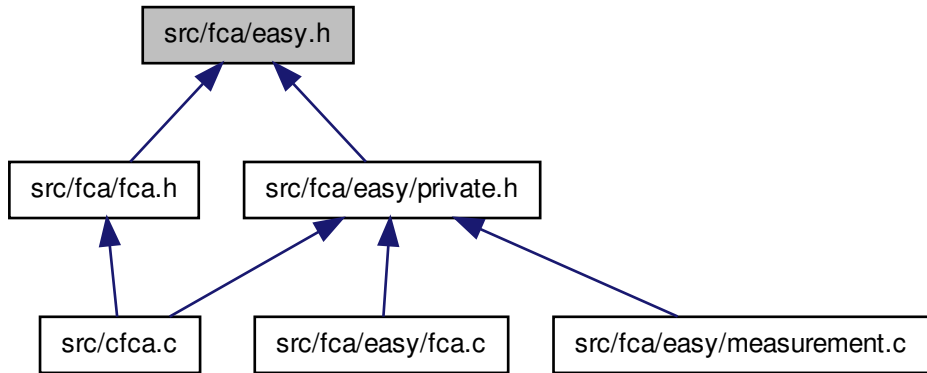 src/fca/easy.h
src/fca/fca.h
src/fca/easy/private.h
src/cfca.c
src/fca/easy/fca.c
src/fca/easy/measurement.c